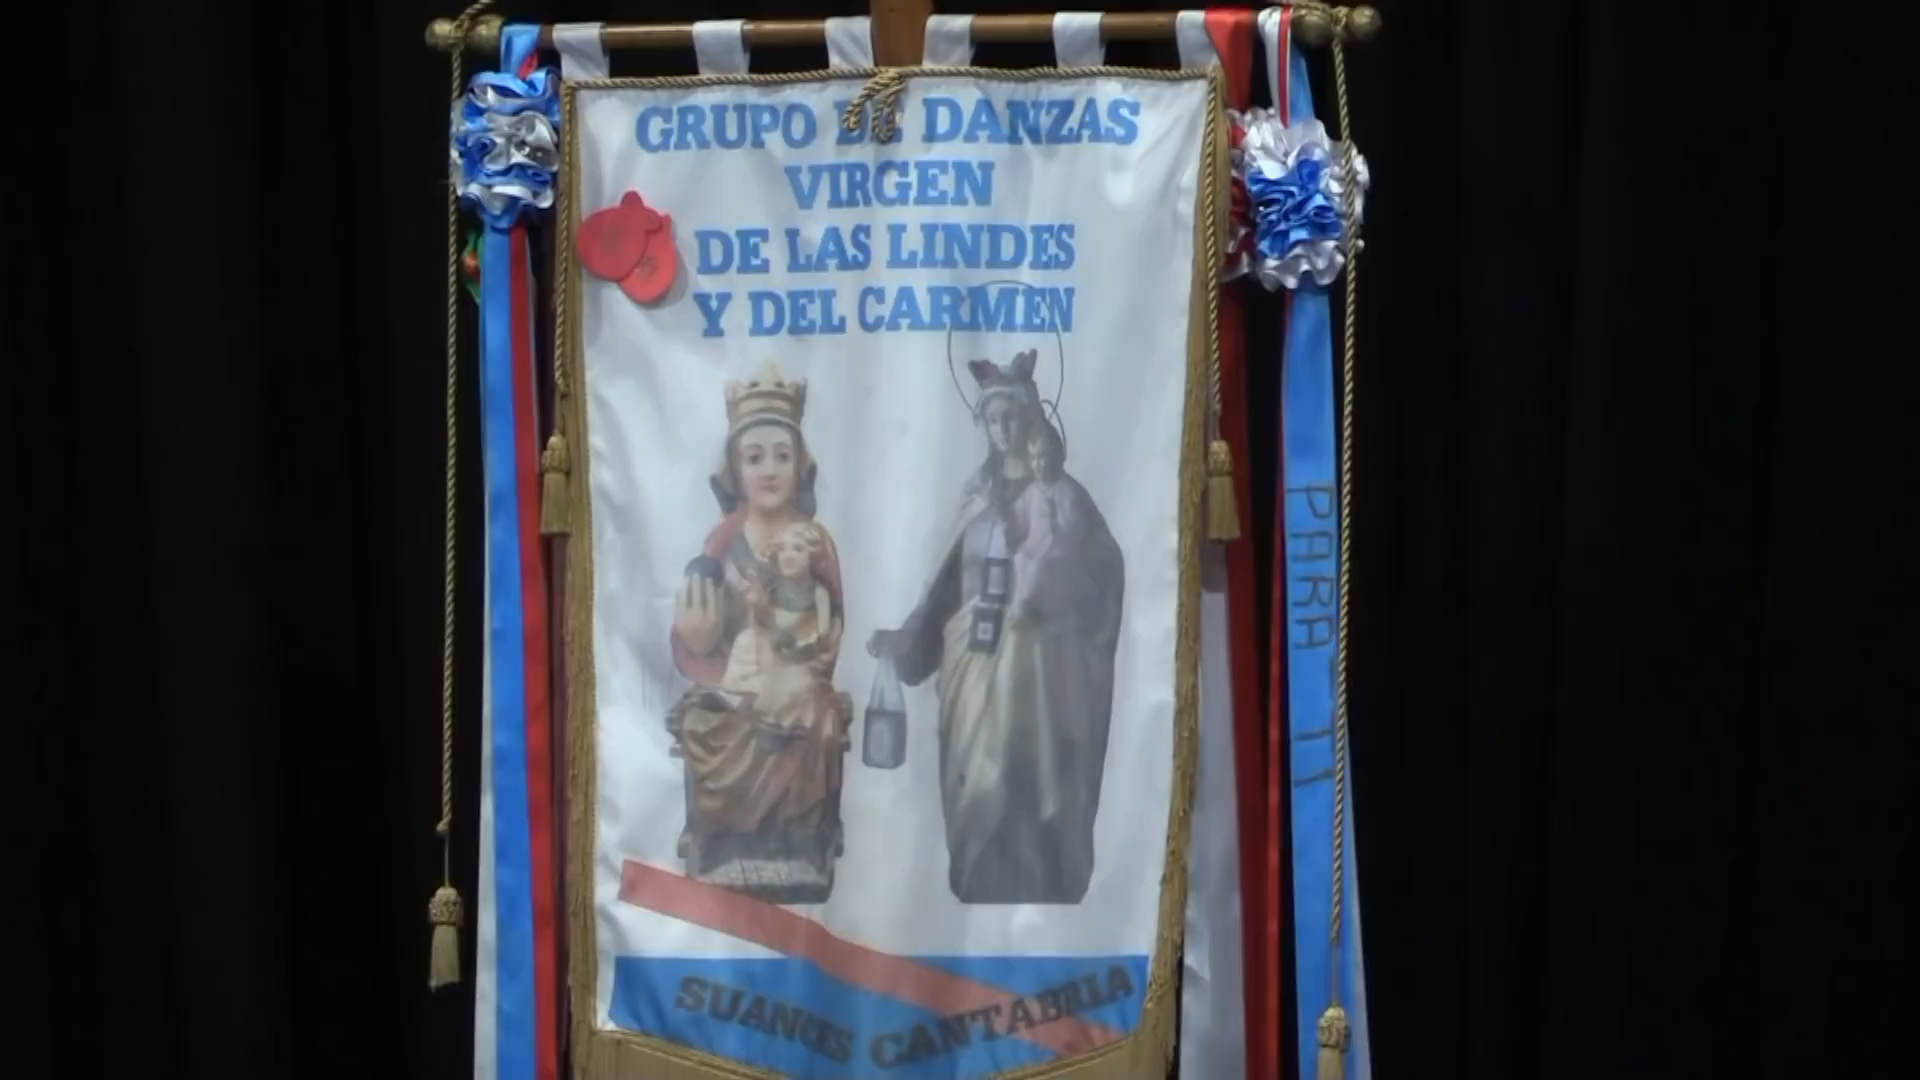 GRUPO DE DANZAS
VIRGEN
DE LAS LINDES
Y DEL CARMEN
SUANCES CANTABRIA
PARA TI